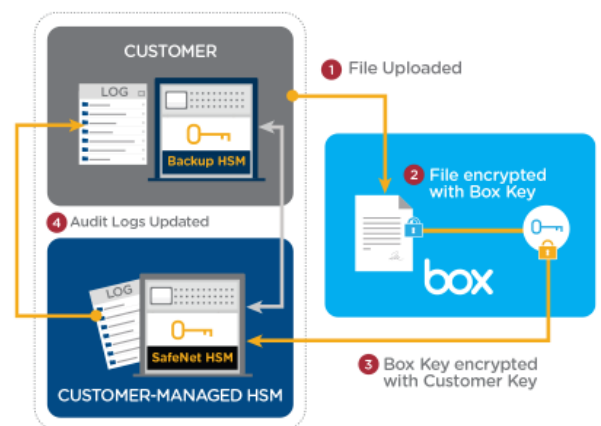 CUSTOMER
LOG
Backup HSM
1 File Uploaded
2 File encrypted
with Box Key
box
4 Audit Logs Updated
LOG
SafeNet HSM
CUSTOMER-MANAGED HSM
3 Box Key encrypted
with Customer Key